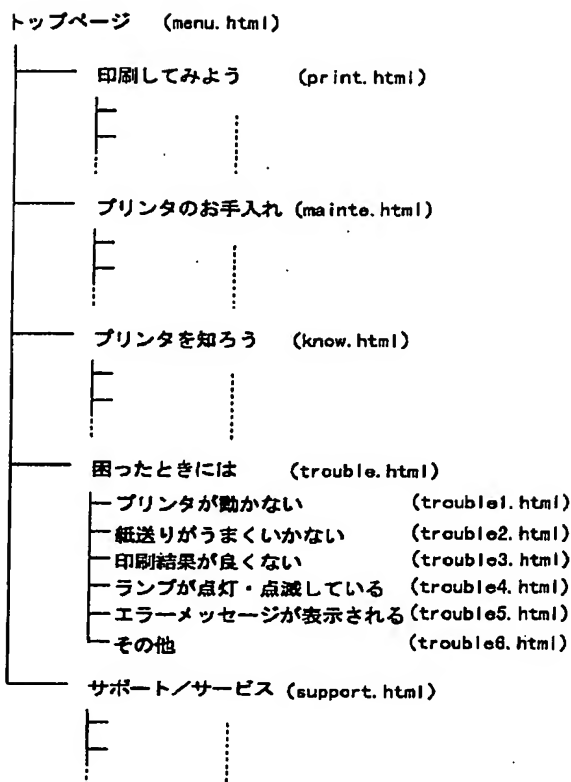 トップページ (menu.html)
印刷してみよう (print.html)
プリンタのお手入れ (mainte.html)
プリンタを知ろう (know.html)
困ったときには (trouble.html)
プリンタが動かない (trouble1.html)
紙送りがうまくいかない (trouble2.html)
印刷結果が良くない (trouble3.html)
ランプが点灯・点滅している (trouble4.html)
エラーメッセージが表示される (trouble5.html)
その他 (trouble6.html)
サポート/サービス (support.html)